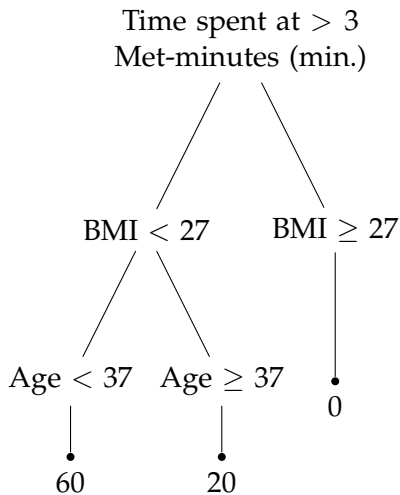 Time spent at > 3
Met-minutes (min.)
BMI < 27
BMI ≥ 27
Age < 37
Age ≥ 37
0
60
20